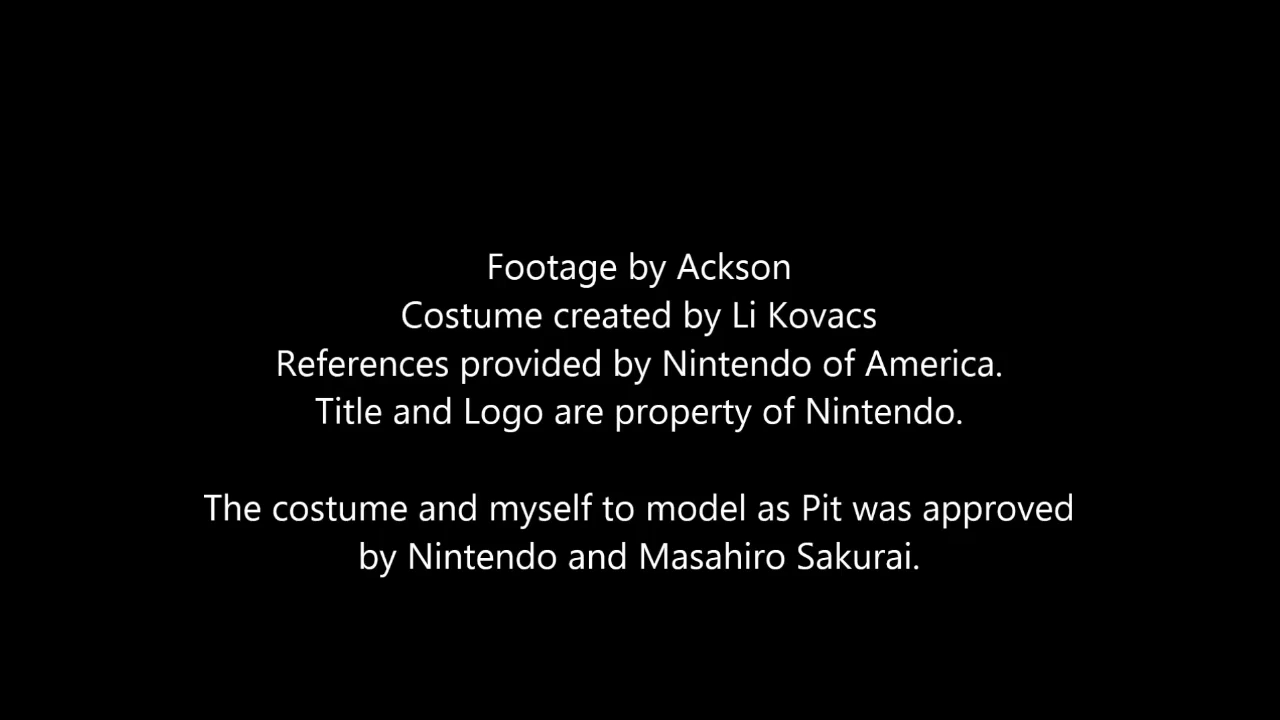 Footage by Ackson
Costume created by Li Kovacs
References provided by Nintendo of America.
Title and Logo are property of Nintendo.
The costume and myself to model as Pit was approved
by Nintendo and Masahiro Sakurai.